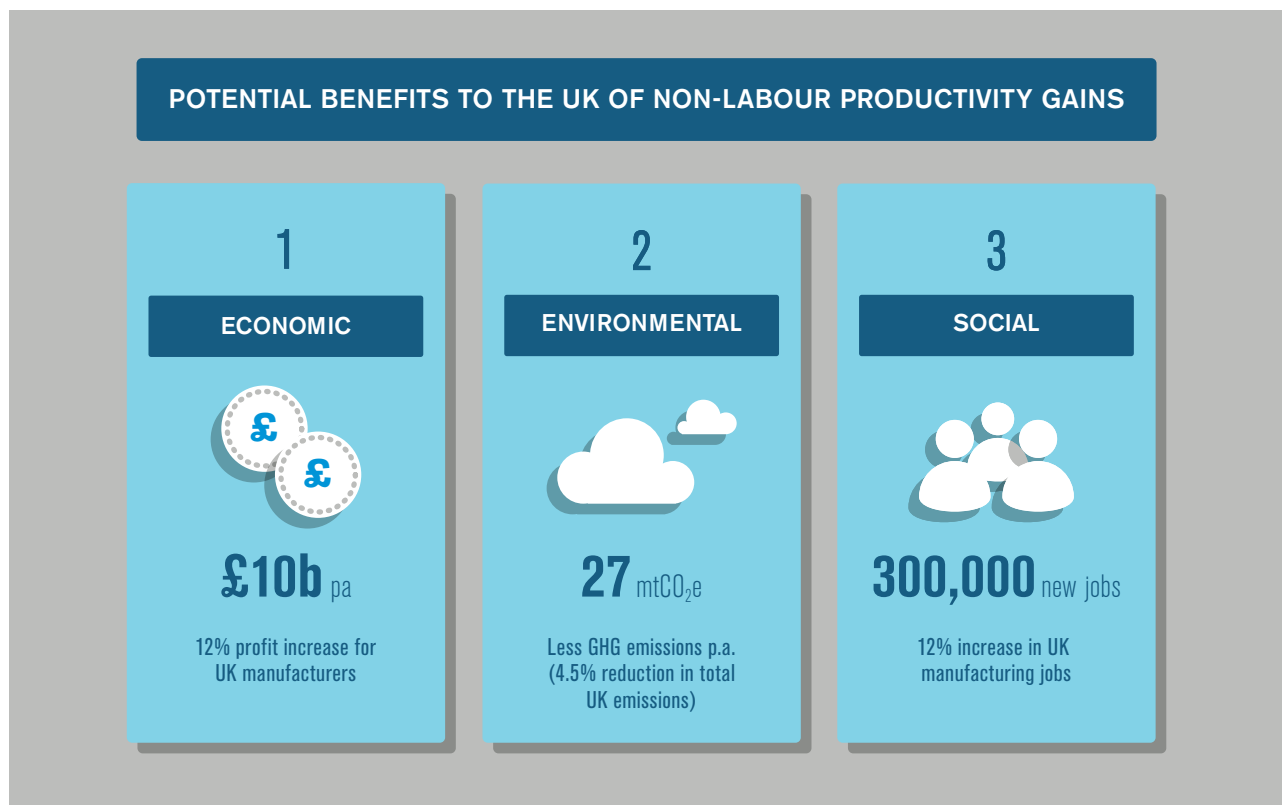 POTENTIAL BENEFITS TO THE UK OF NON-LABOUR PRODUCTIVITY GAINS
1
ECONOMIC
£
£
£10b pa
12% profit increase for
UK manufacturers
2
ENVIRONMENTAL
27 mtCO₂e
Less GHG emissions p.a.
(4.5% reduction in total
UK emissions)
3
SOCIAL
300,000 new jobs
12% increase in UK
manufacturing jobs